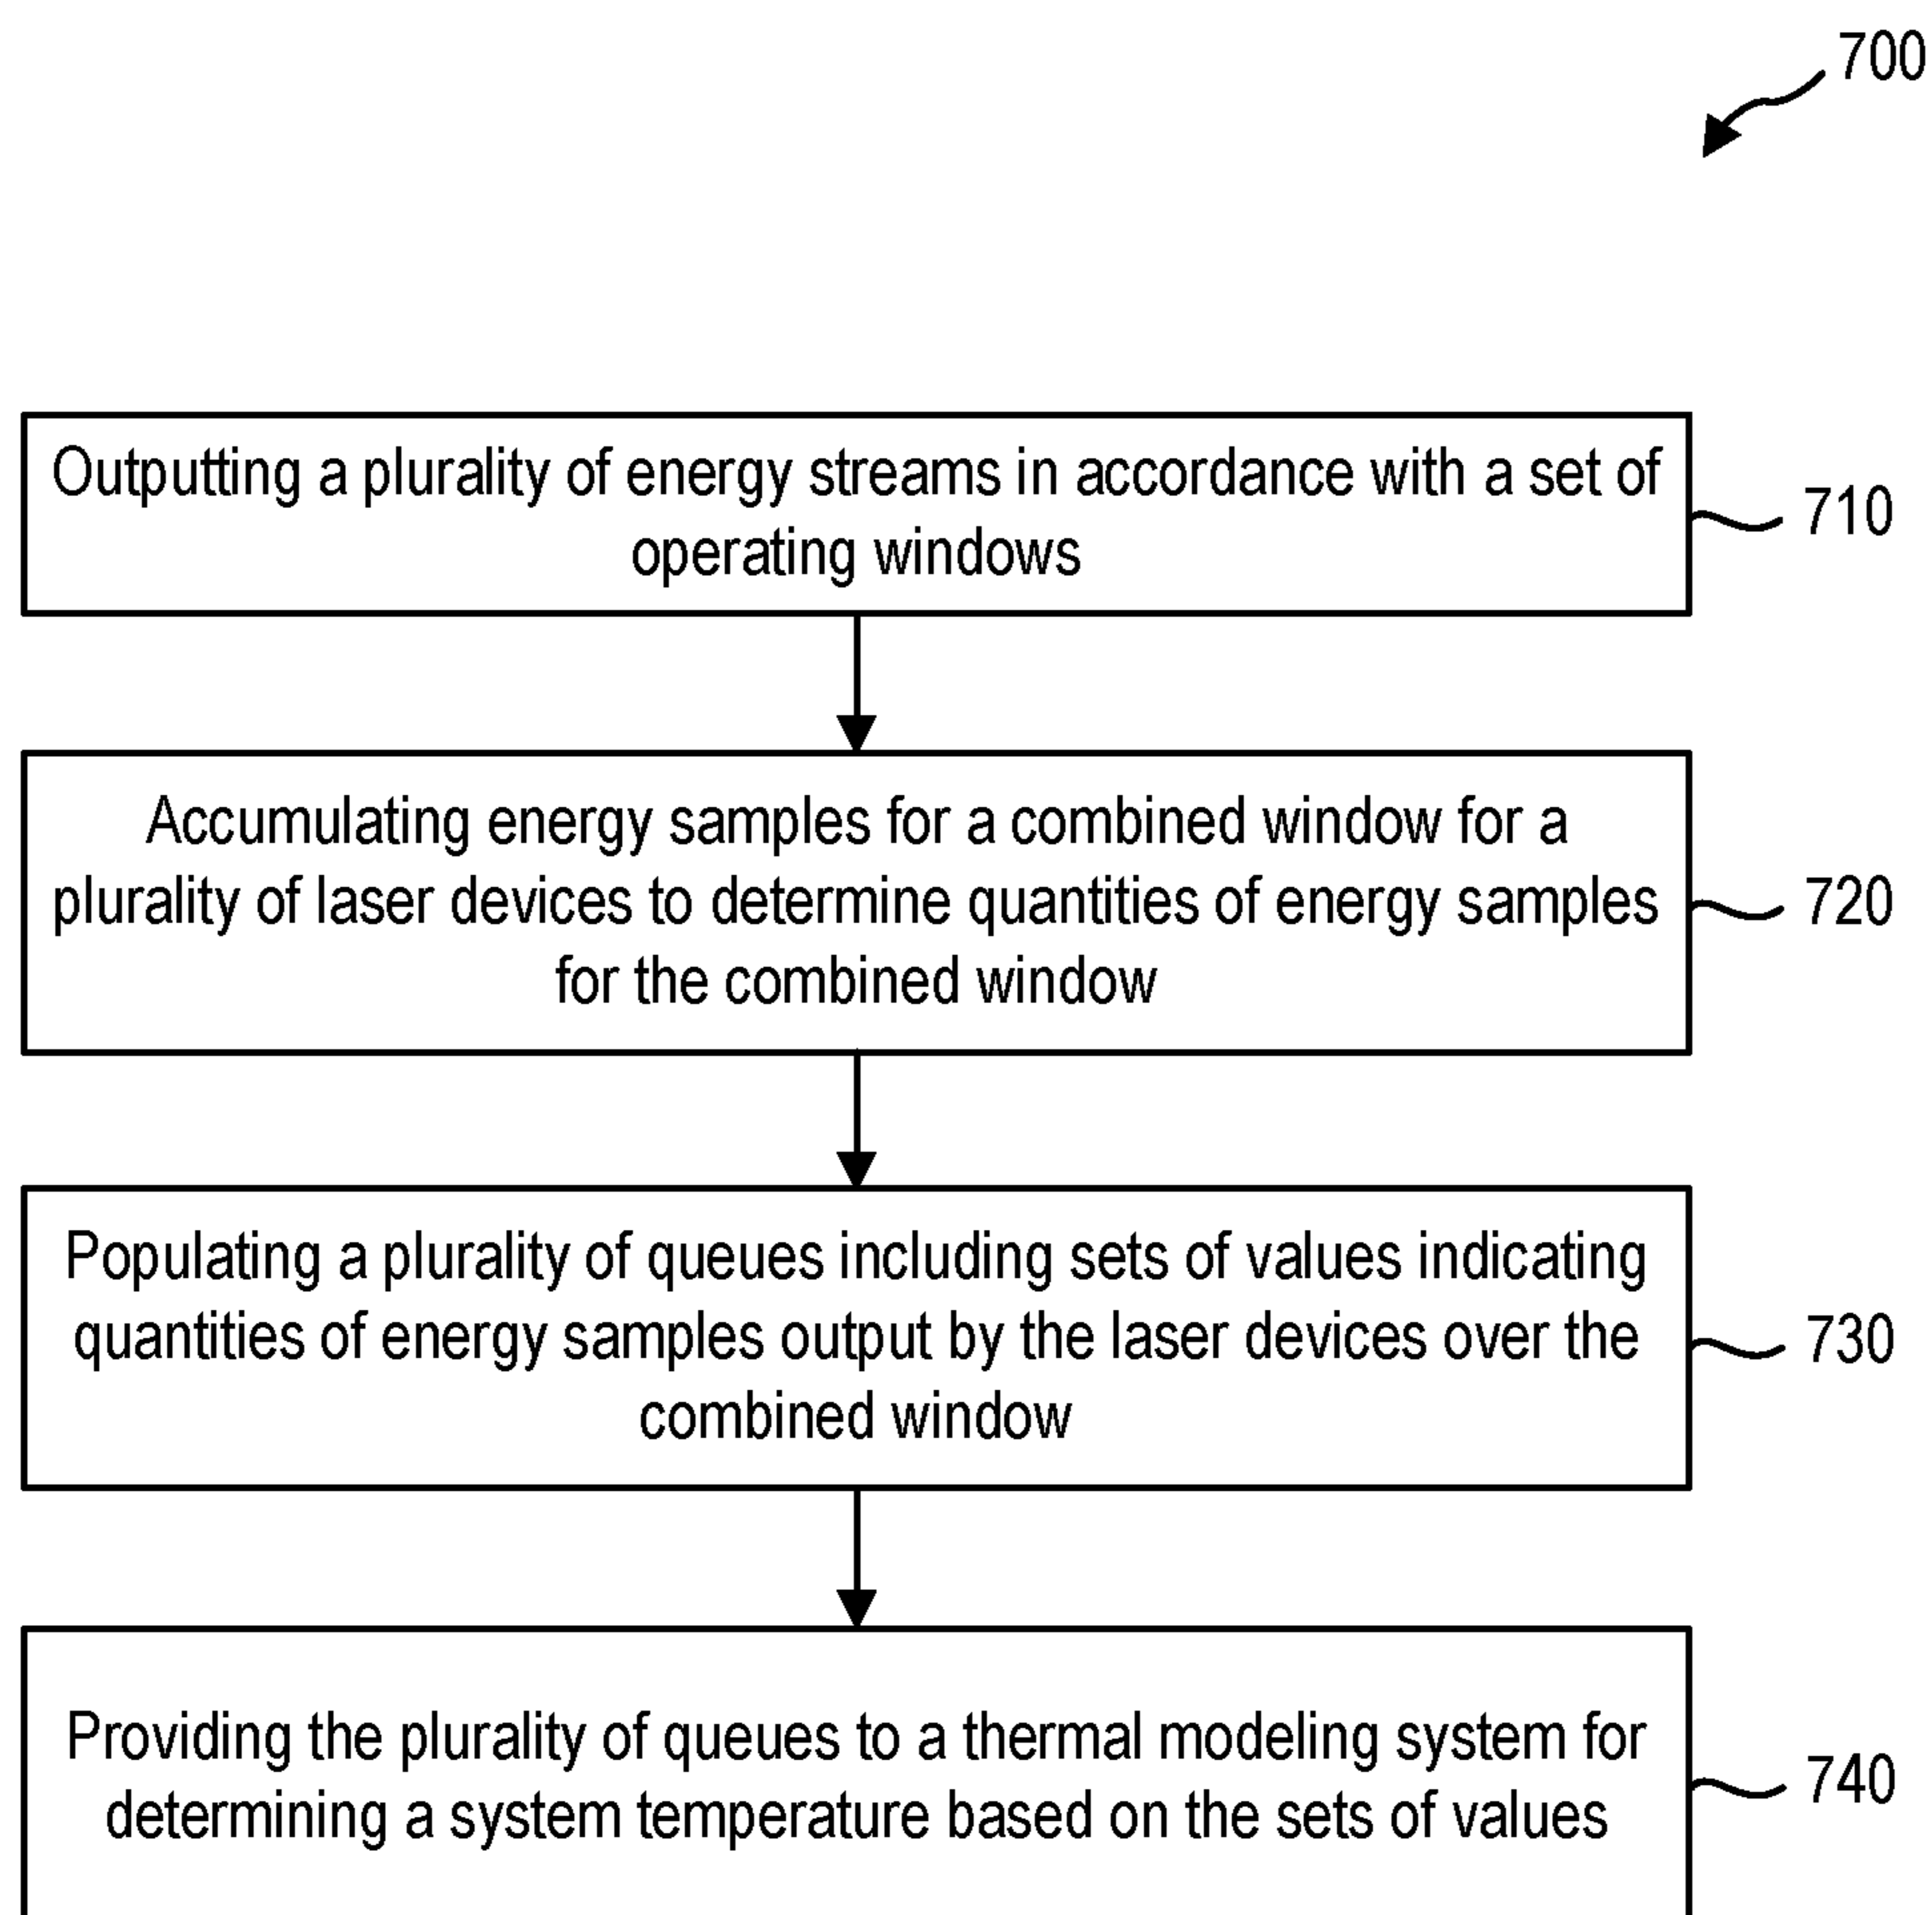 700
Outputting a plurality of energy streams in accordance with a set of
operating windows
710
Accumulating energy samples for a combined window for a
plurality of laser devices to determine quantities of energy samples
for the combined window
720
Populating a plurality of queues including sets of values indicating
quantities of energy samples output by the laser devices over the
combined window
730
Providing the plurality of queues to a thermal modeling system for
determining a system temperature based on the sets of values
740